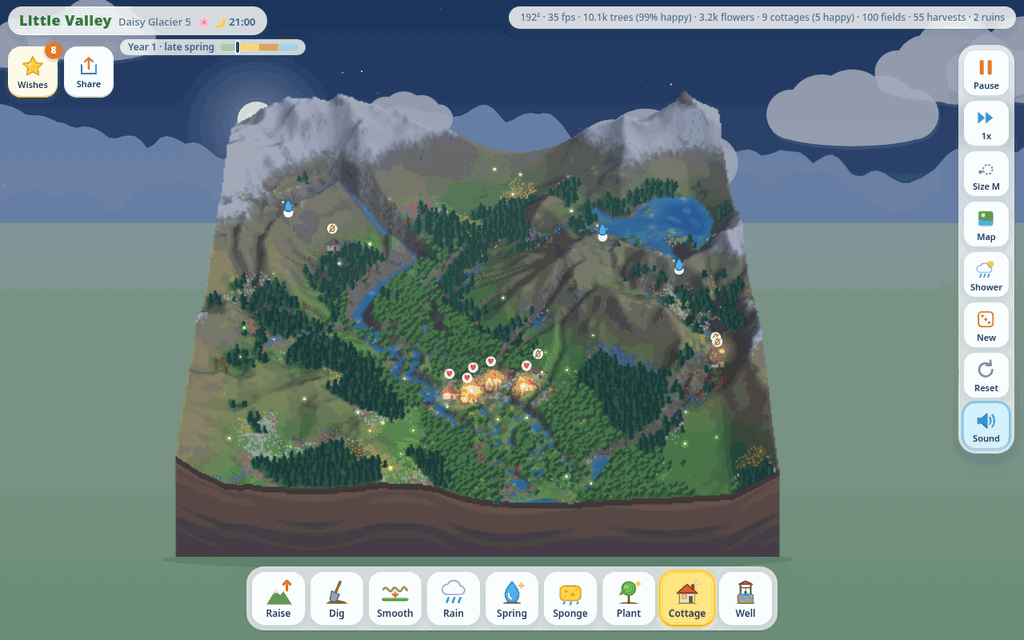 Little Valley Daisy Glacier 5 🌸 🌙 21:00
192² · 35 fps · 10.1k trees (99% happy) · 3.2k flowers · 9 cottages (5 happy) · 100 fields · 55 harvests · 2 ruins
Year 1 · late spring
8
Wishes
Share
Pause
1x
Size M
Map
Shower
New
Reset
Sound
Raise
Dig
Smooth
Rain
Spring
Sponge
Plant
Cottage
Well